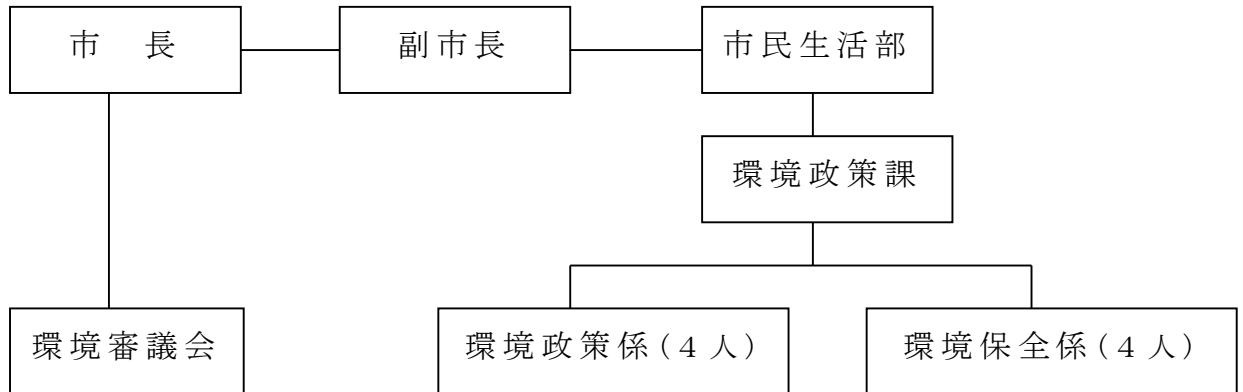 市　長
副市長
市民生活部
環境政策課
環境審議会
環境政策係(4 人)
環境保全係(4 人)